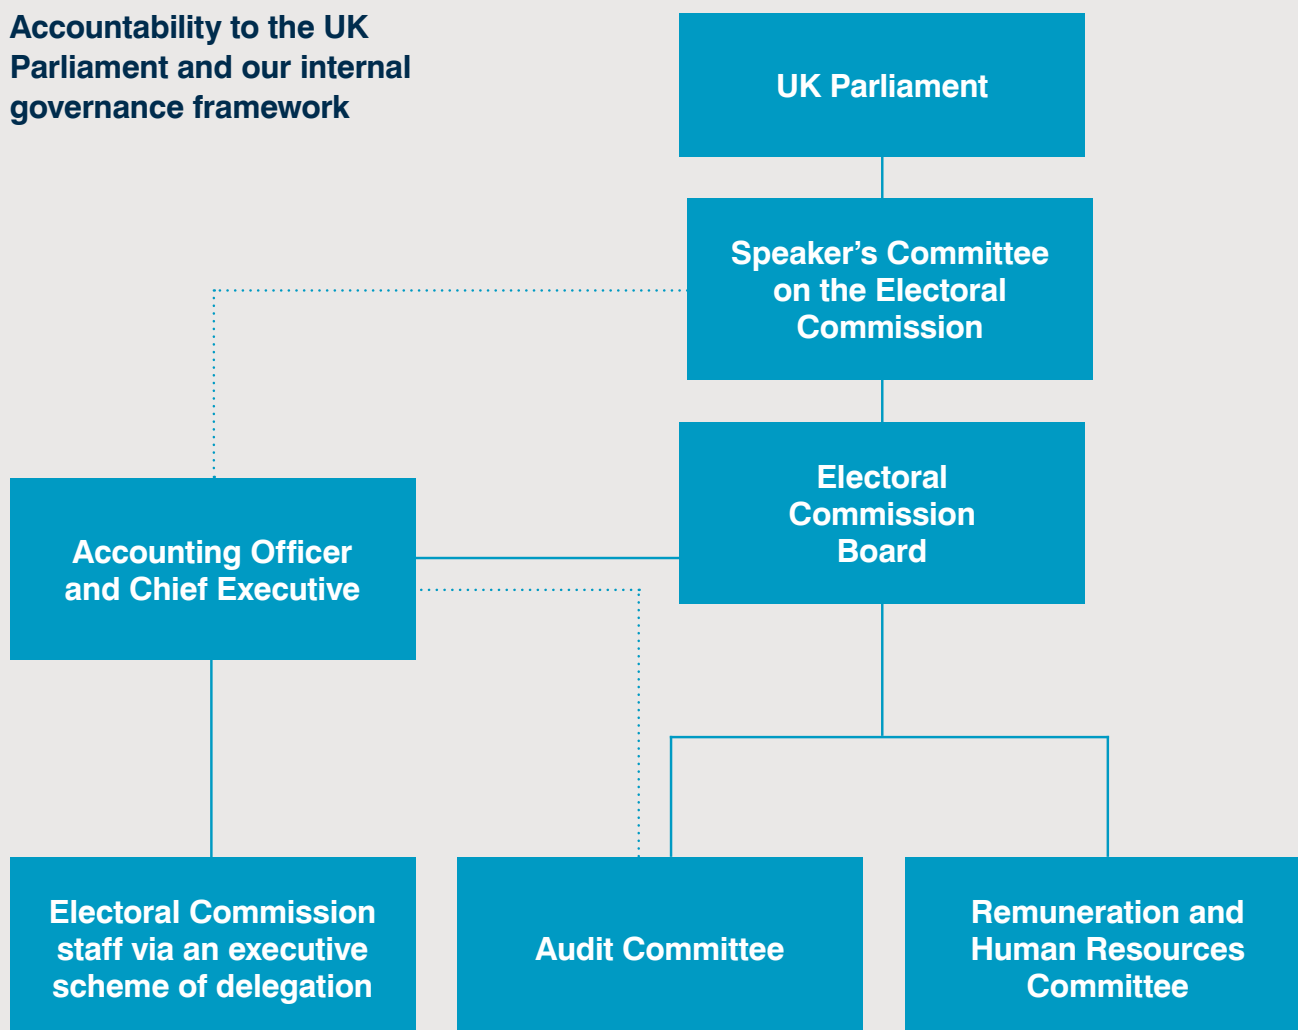 Accountability to the UK
Parliament and our internal
governance framework
UK Parliament
Speaker’s Committee
on the Electoral
Commission
Electoral
Commission
Board
Accounting Officer
and Chief Executive
Electoral Commission
staff via an executive
scheme of delegation
Audit Committee
Remuneration and
Human Resources
Committee